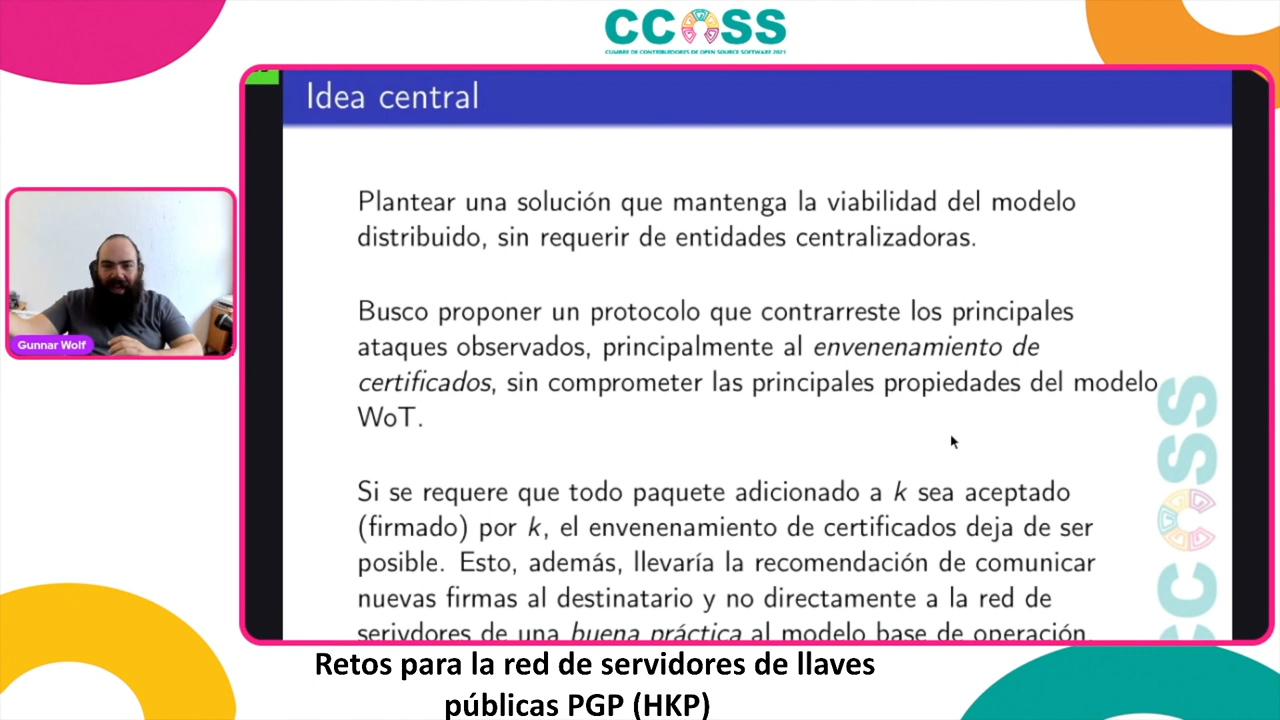 CCOSS
CUMBRE DE CONTRIBUIDORES DE OPEN SOURCE SOFTWARE 2021
Idea central
Plantear una solución que mantenga la viabilidad del modelo
distribuido, sin requerir de entidades centralizadoras.
Busco proponer un protocolo que contrarreste los principales
ataques observados, principalmente al envenenamiento de
certificados, sin comprometer las principales propiedades del modelo
WoT.
Si se requere que todo paquete adicionado a k sea aceptado
(firmado) por k, el envenenamiento de certificados deja de ser
posible. Esto, además, llevaría la recomendación de comunicar
nuevas firmas al destinatario y no directamente a la red de
serivdores de una buena práctica al modelo base de operación.
Gunnar Wolf
CCOSS
Retos para la red de servidores de llaves
públicas PGP (HKP)